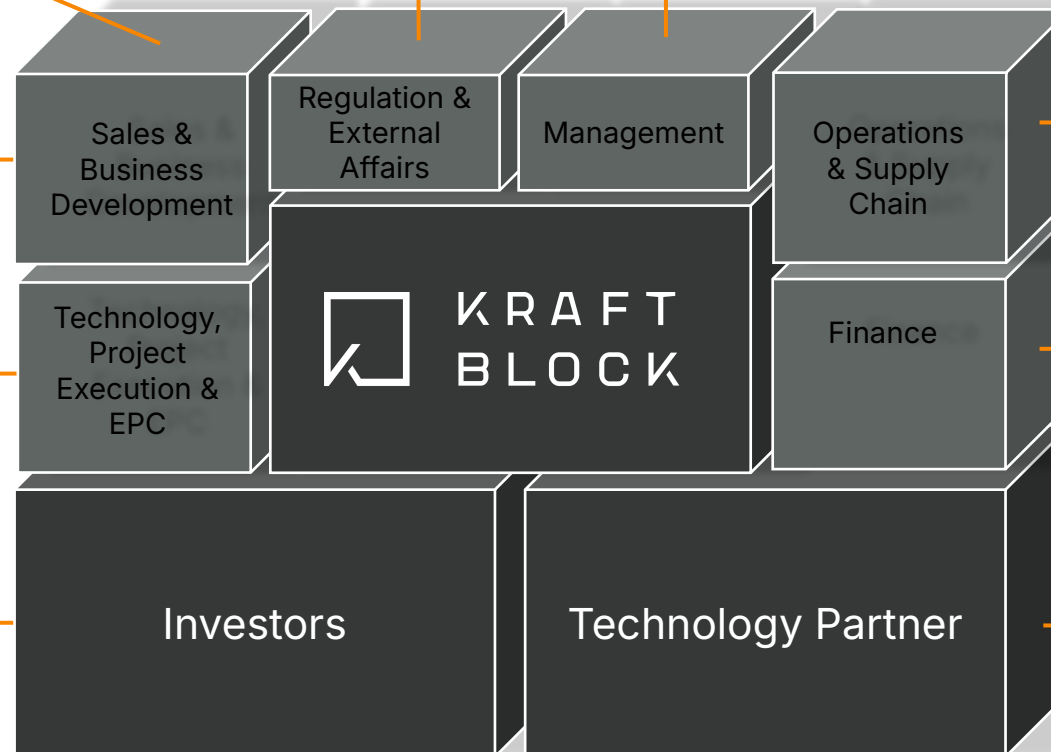 Sales &
Business
Development
Regulation &
External
Affairs
Management
Operations
& Supply
Chain
Technology,
Project
Execution &
EPC
KRAFT
BLOCK
Finance
Investors
Technology Partner